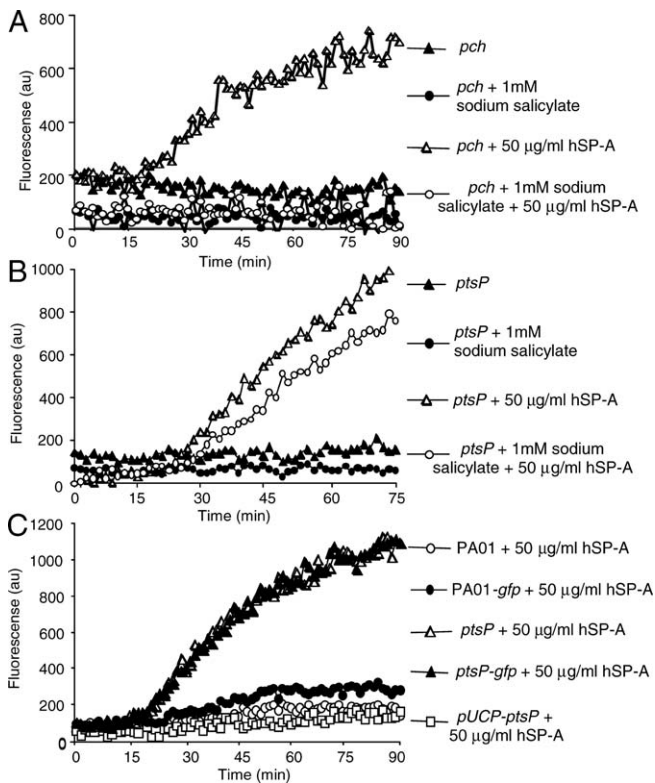 A
Fluorescense (au)
800
600
400
200
0
0 15 30 45 60 75 90
Time (min)
pch
pch + 1mM
sodium salicylate
pch + 50 µg/ml hSP-A
pch + 1mM sodium
salicylate + 50 µg/ml hSP-A
B
Fluorescence (au)
1000
800
600
400
200
0
0 15 30 45 60 75
Time (min)
ptsP
ptsP + 1mM
sodium salicylate
ptsP + 50 µg/ml hSP-A
ptsP + 1mM sodium
salicylate + 50 µg/ml hSP-A
C
Fluorescense (au)
1200
1000
800
600
400
200
0
0 15 30 45 60 75 90
Time (min)
PA01 + 50 µg/ml hSP-A
PA01-gfp + 50 µg/ml hSP-A
ptsP + 50 µg/ml hSP-A
ptsP-gfp + 50 µg/ml hSP-A
pUCP-ptsP +
50 µg/ml hSP-A